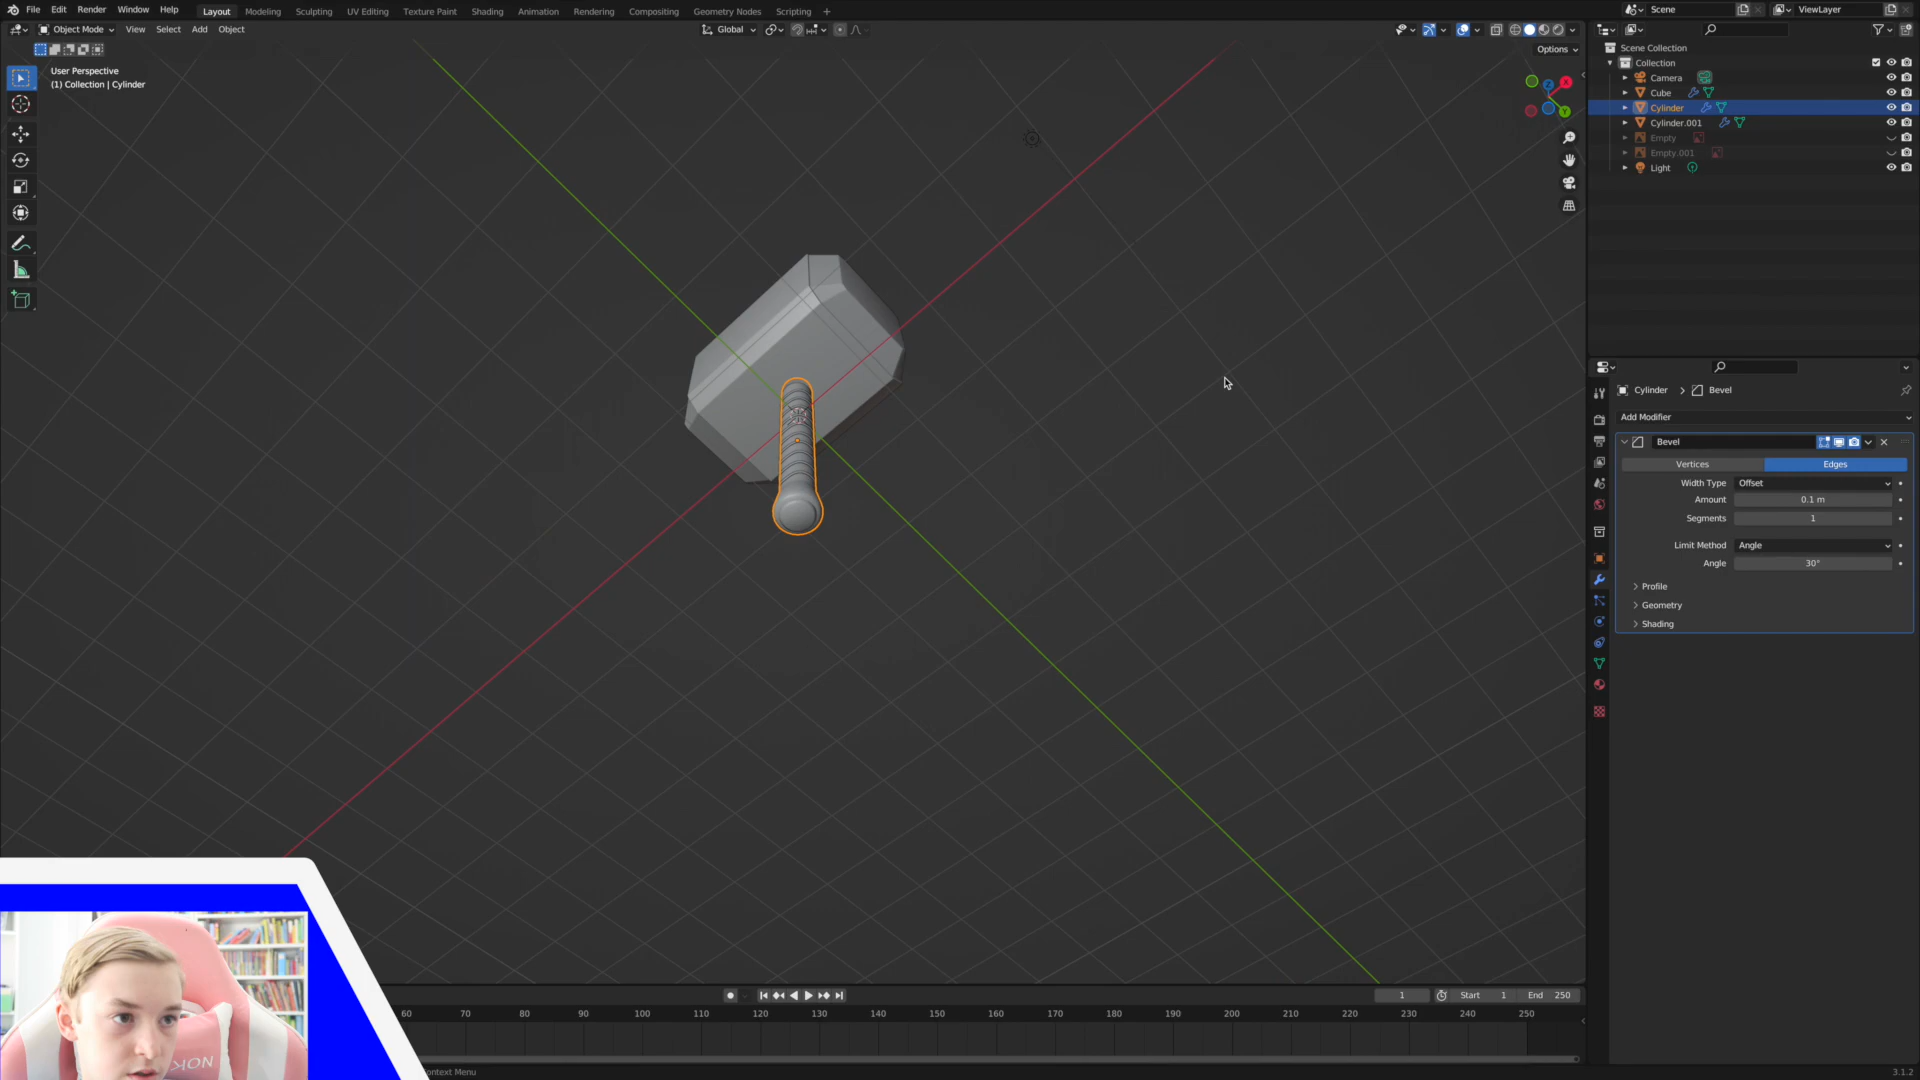 File Edit Render Window Help Layout Modeling Sculpting UV Editing Texture Paint Shading Animation Rendering Compositing Geometry Nodes Scripting + Scene ViewLayer
Object Mode View Select Add Object Global
Options
User Perspective
(1) Collection | Cylinder
X
Y
Z
Scene Collection
Collection
Camera
Cube
Cylinder
Cylinder.001
Empty
Empty.001
Light
Cylinder > Bevel
Add Modifier
Bevel
Vertices Edges
Width Type Offset
Amount 0.1 m
Segments 1
Limit Method Angle
Angle 30°
Profile
Geometry
Shading
1 Start 1 End 250
60 70 80 90 100 110 120 130 140 150 160 170 180 190 200 210 220 230 240 250
ontext Menu 3.1.2
NOK